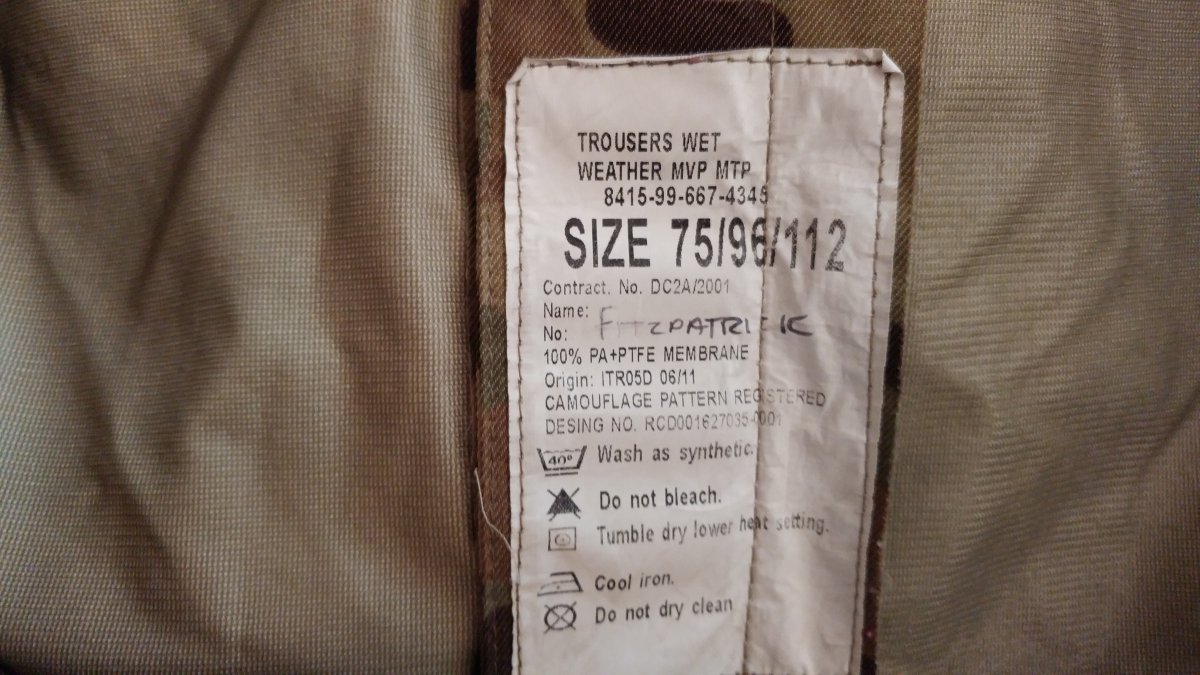 TROUSERS WET
WEATHER MVP MTP
8415-99-667-4345
SIZE 75/96/112
Contract. No. DC2A/2001
Name:
No: FITZPATRICK
100% PA+PTFE MEMBRANE
Origin: ITR05D 06/11
CAMOUFLAGE PATTERN REGISTERED
DESING NO. RCD001627035-0001
40° Wash as synthetic.
Do not bleach.
Tumble dry lower heat setting.
Cool iron.
Do not dry clean